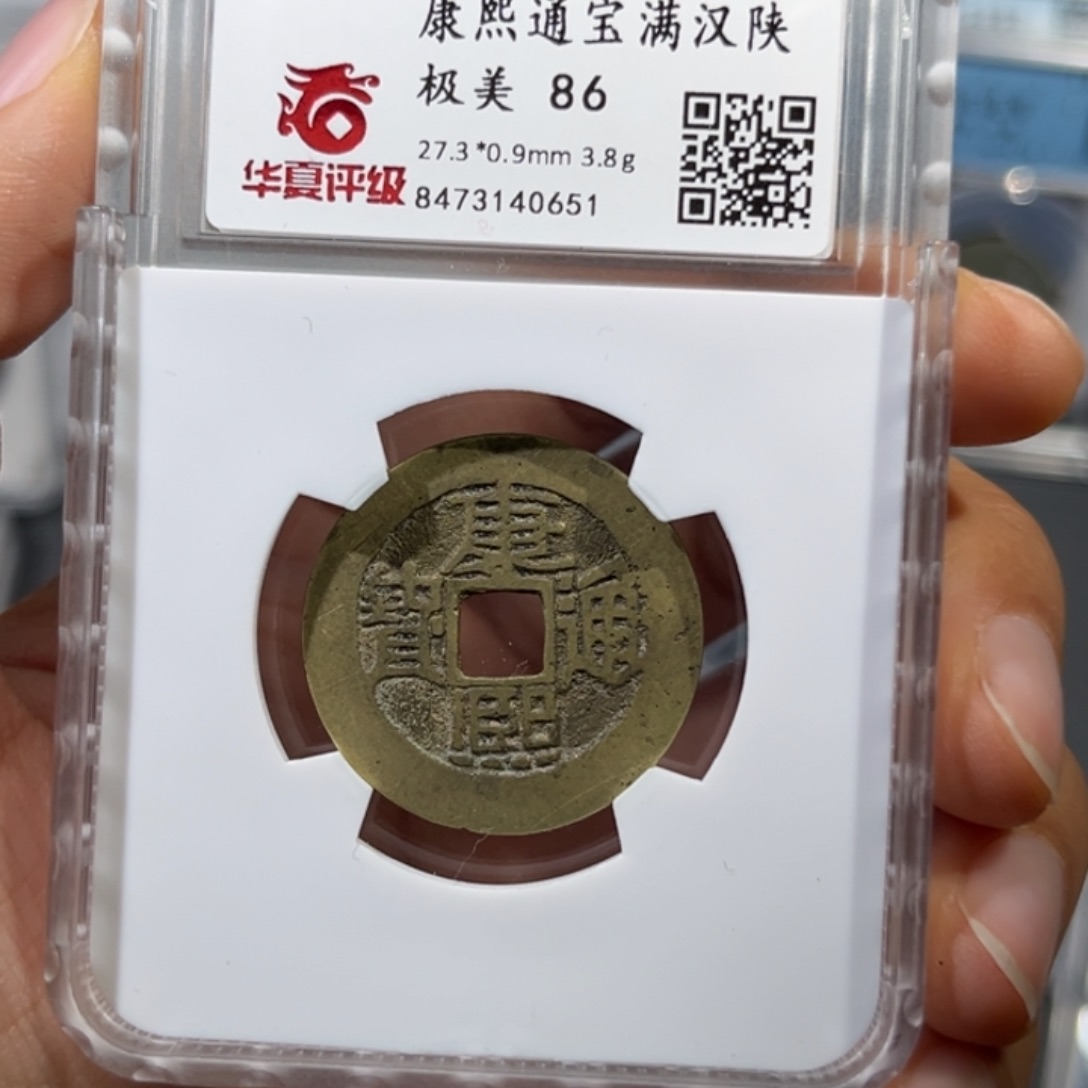 康熙通宝满汉陕
极美 86
27.3*0.9mm 3.8g
华夏评级
8473140651
康熙通寶